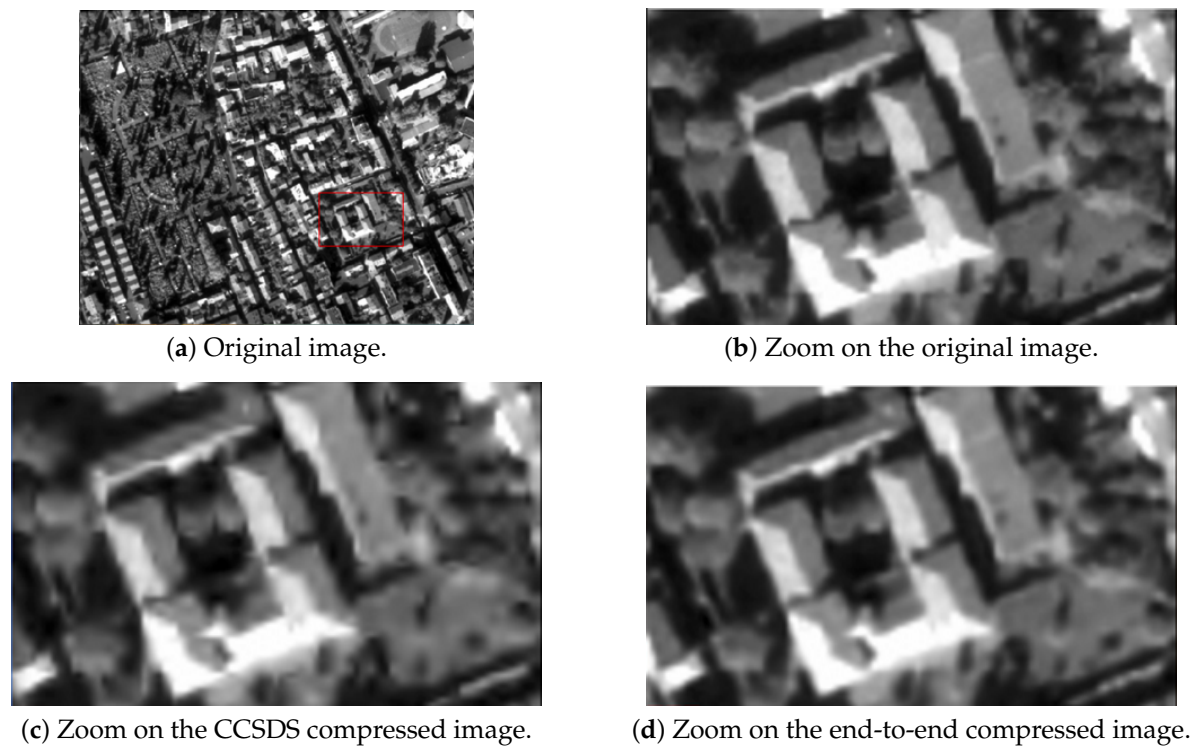 (a) Original image.
(b) Zoom on the original image.
(c) Zoom on the CCSDS compressed image.
(d) Zoom on the end-to-end compressed image.